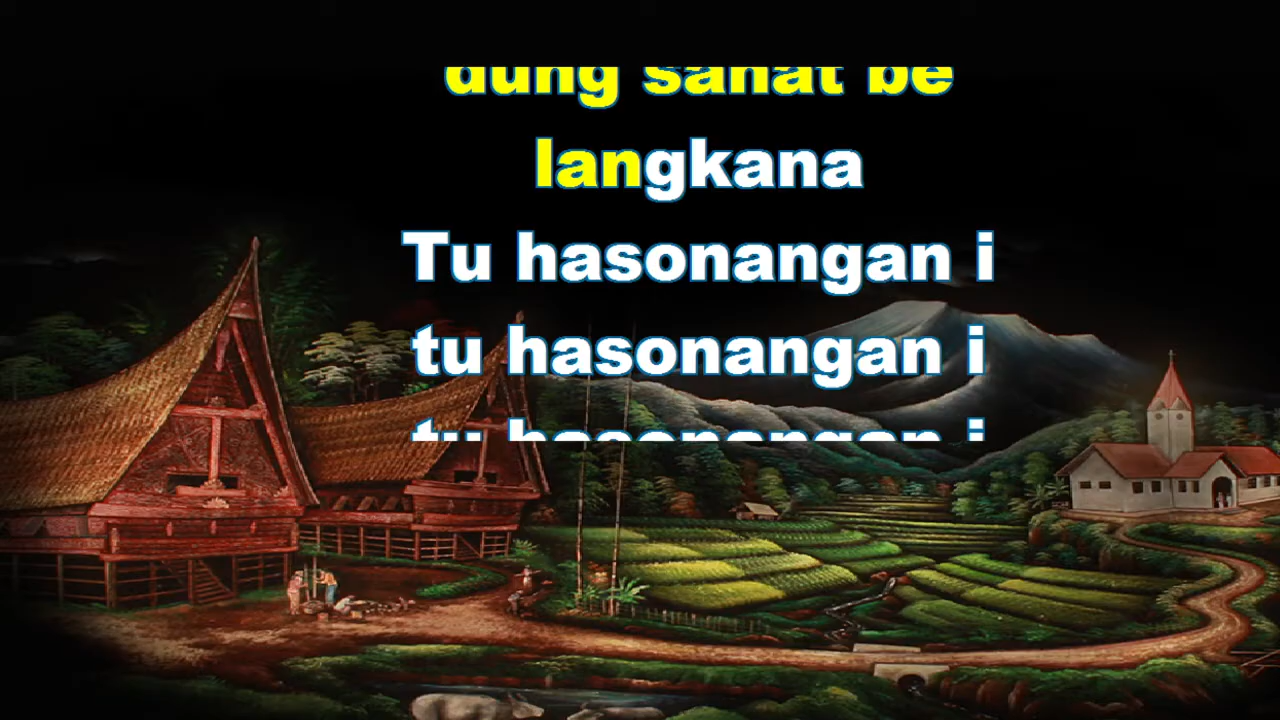 dung sahat be
langkana
Tu hasonangan i
tu hasonangan i
tu hasonangan i